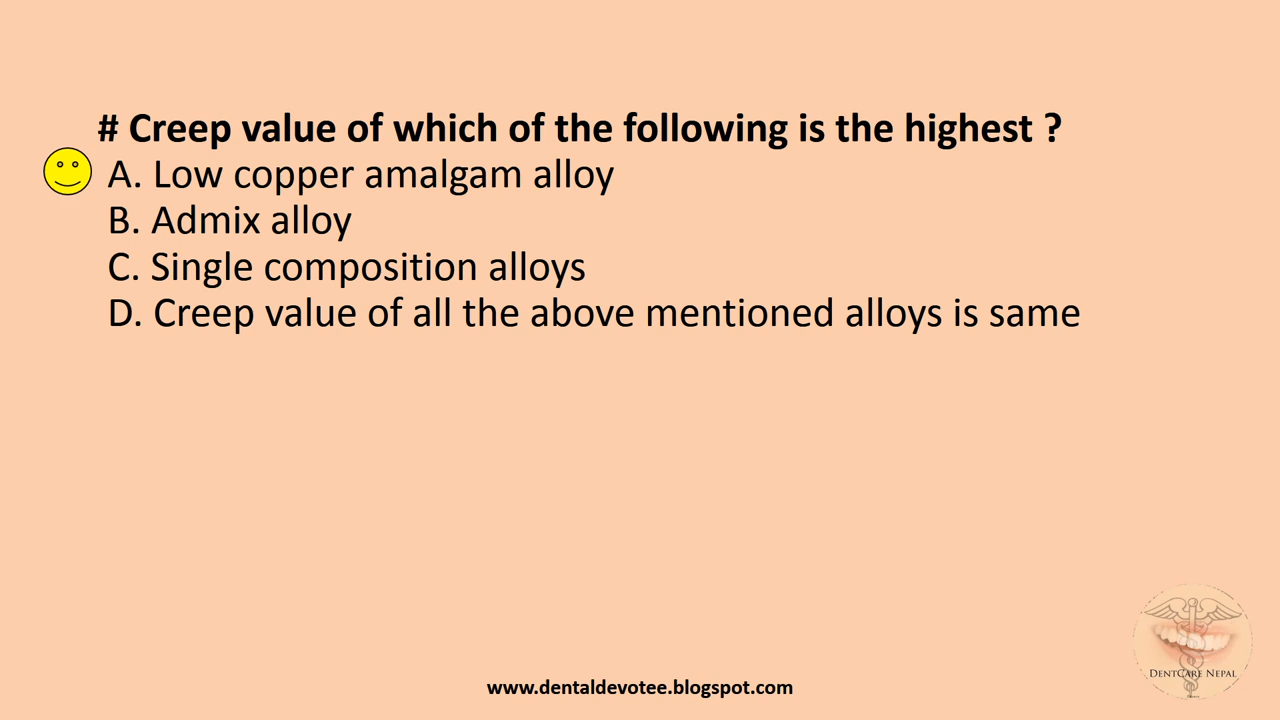 # Creep value of which of the following is the highest ?
A. Low copper amalgam alloy
B. Admix alloy
C. Single composition alloys
D. Creep value of all the above mentioned alloys is same
DentCare Nepal
www.dentaldevotee.blogspot.com